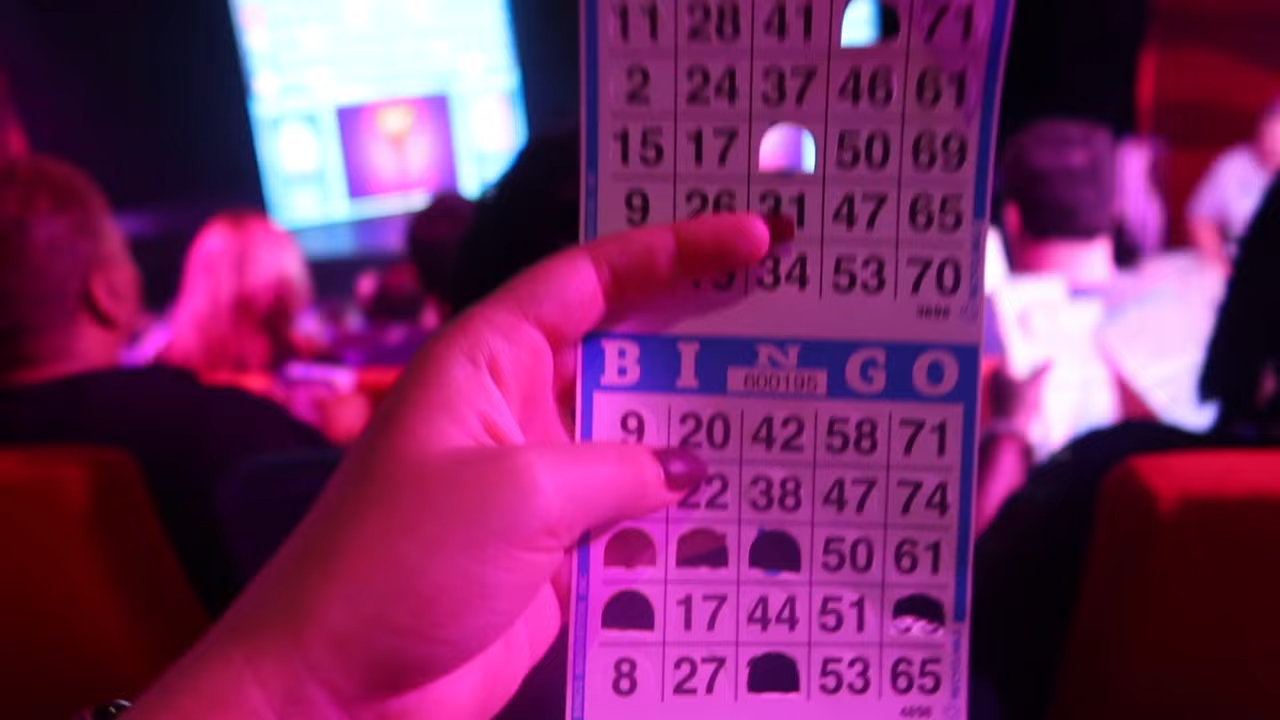 11 28 41 71
2 24 37 46 61
15 17 50 69
9 26 31 47 65
34 53 70
B I N G O
600195
9 20 42 58 71
22 38 47 74
50 61
17 44 51
8 27 53 65